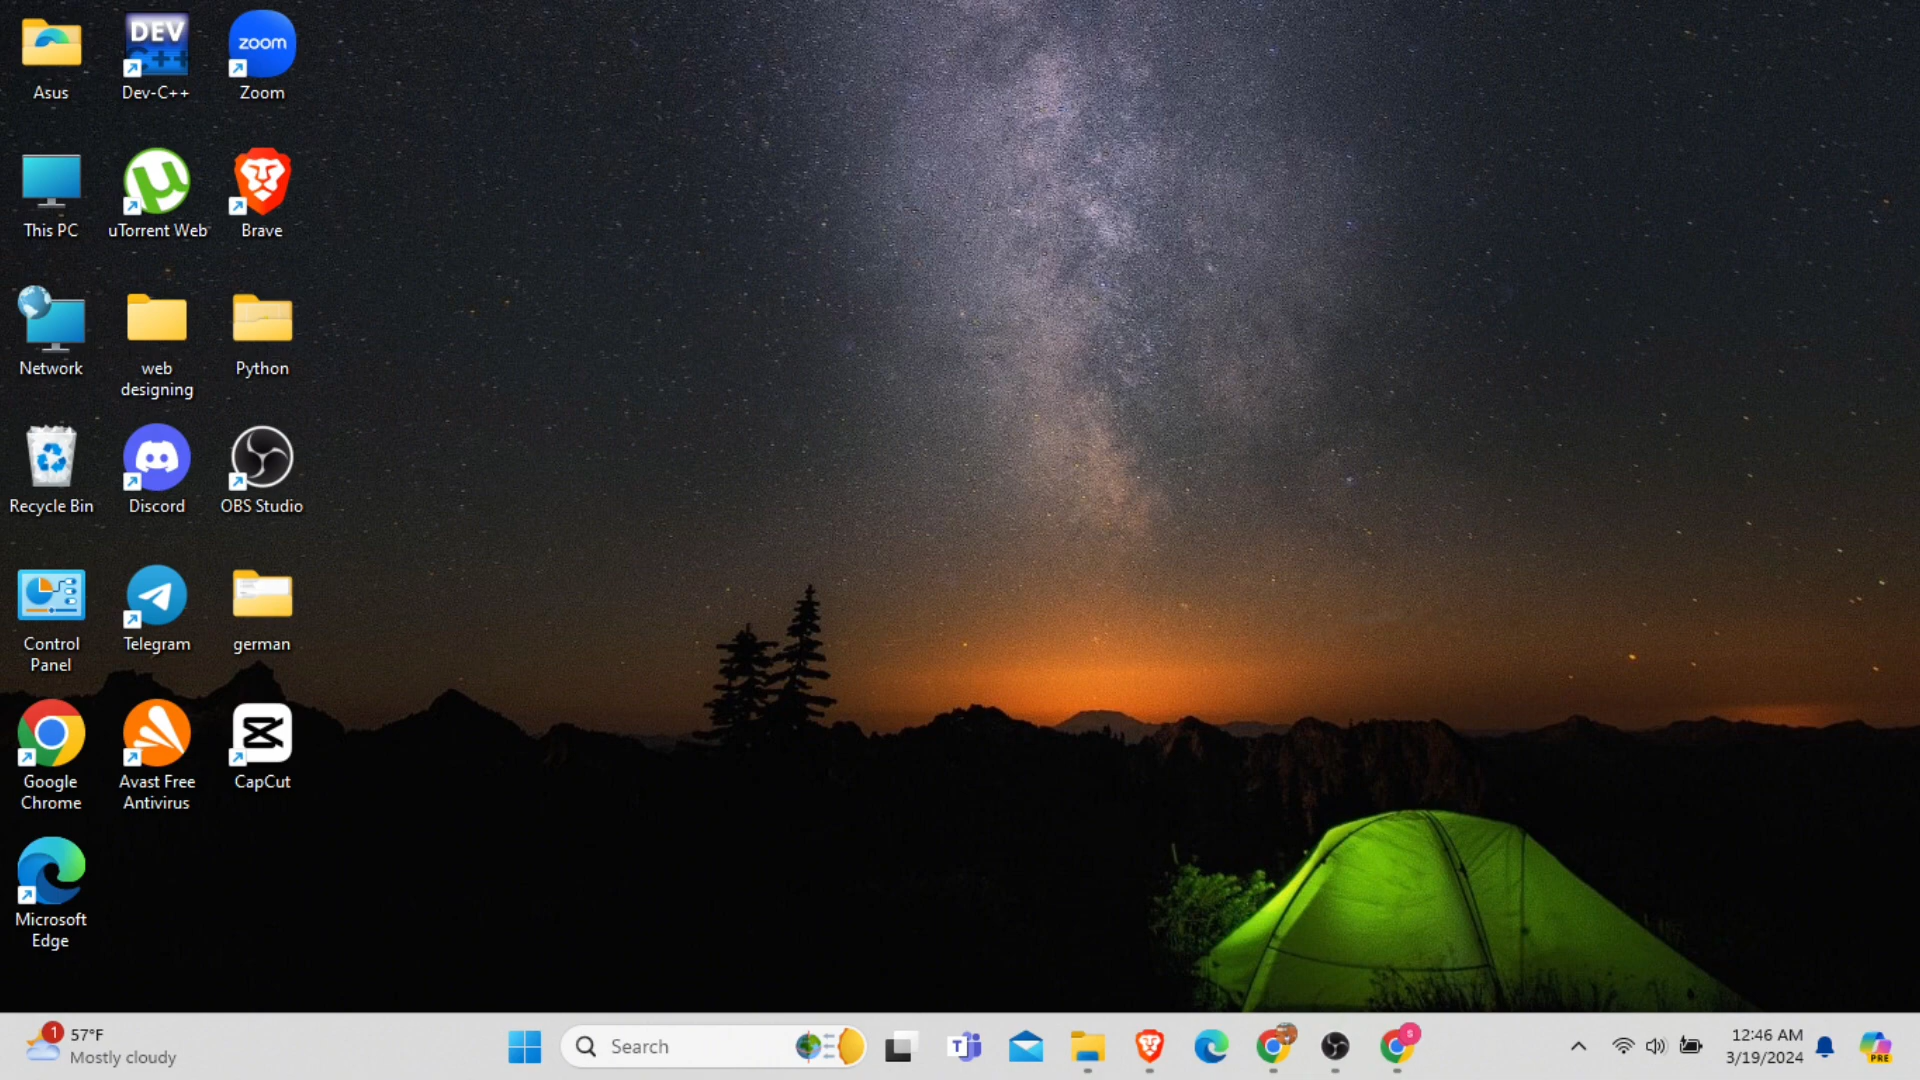 DEV
C++
zoom
Asus
Dev-C++
Zoom
This PC
uTorrent Web
Brave
Network
web
designing
Python
Recycle Bin
Discord
OBS Studio
Control
Panel
Telegram
german
Google
Chrome
Avast Free
Antivirus
CapCut
Microsoft
Edge
1
57°F
Mostly cloudy
Search
T
s
12:46 AM
3/19/2024
PRE